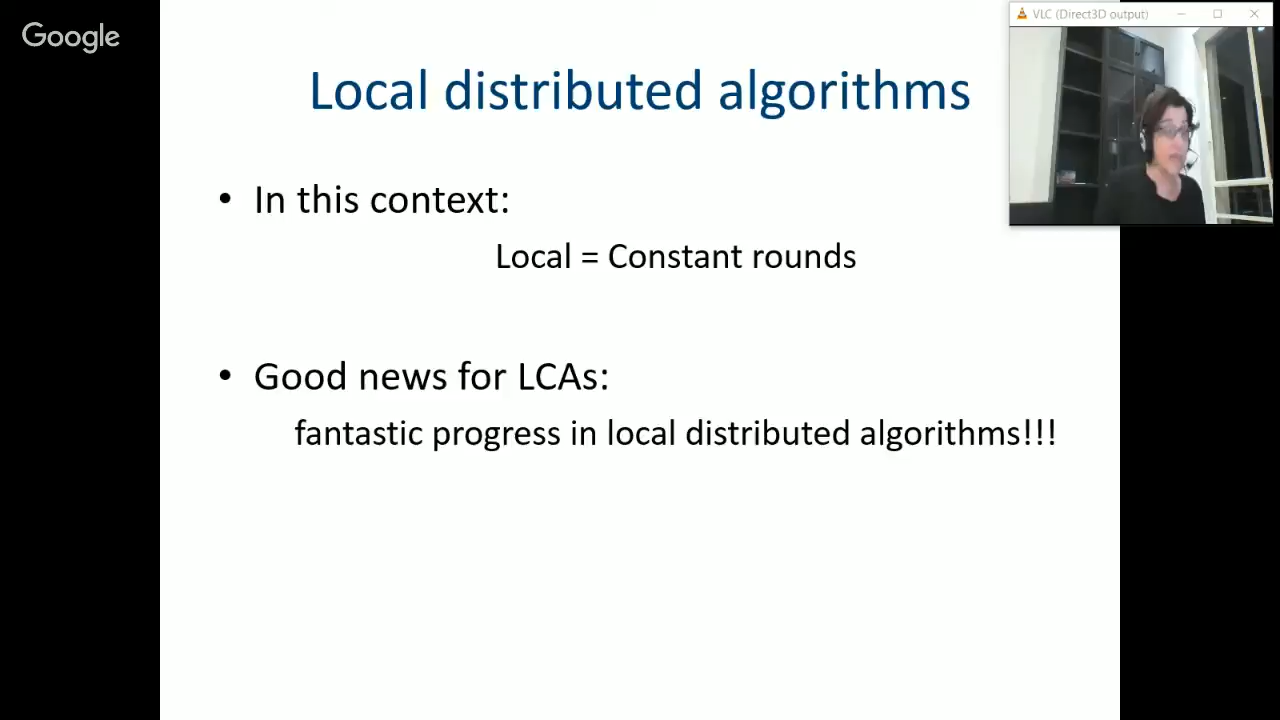 Google
VLC (Direct3D output)
Local distributed algorithms
• In this context:
Local = Constant rounds
• Good news for LCAs:
fantastic progress in local distributed algorithms!!!